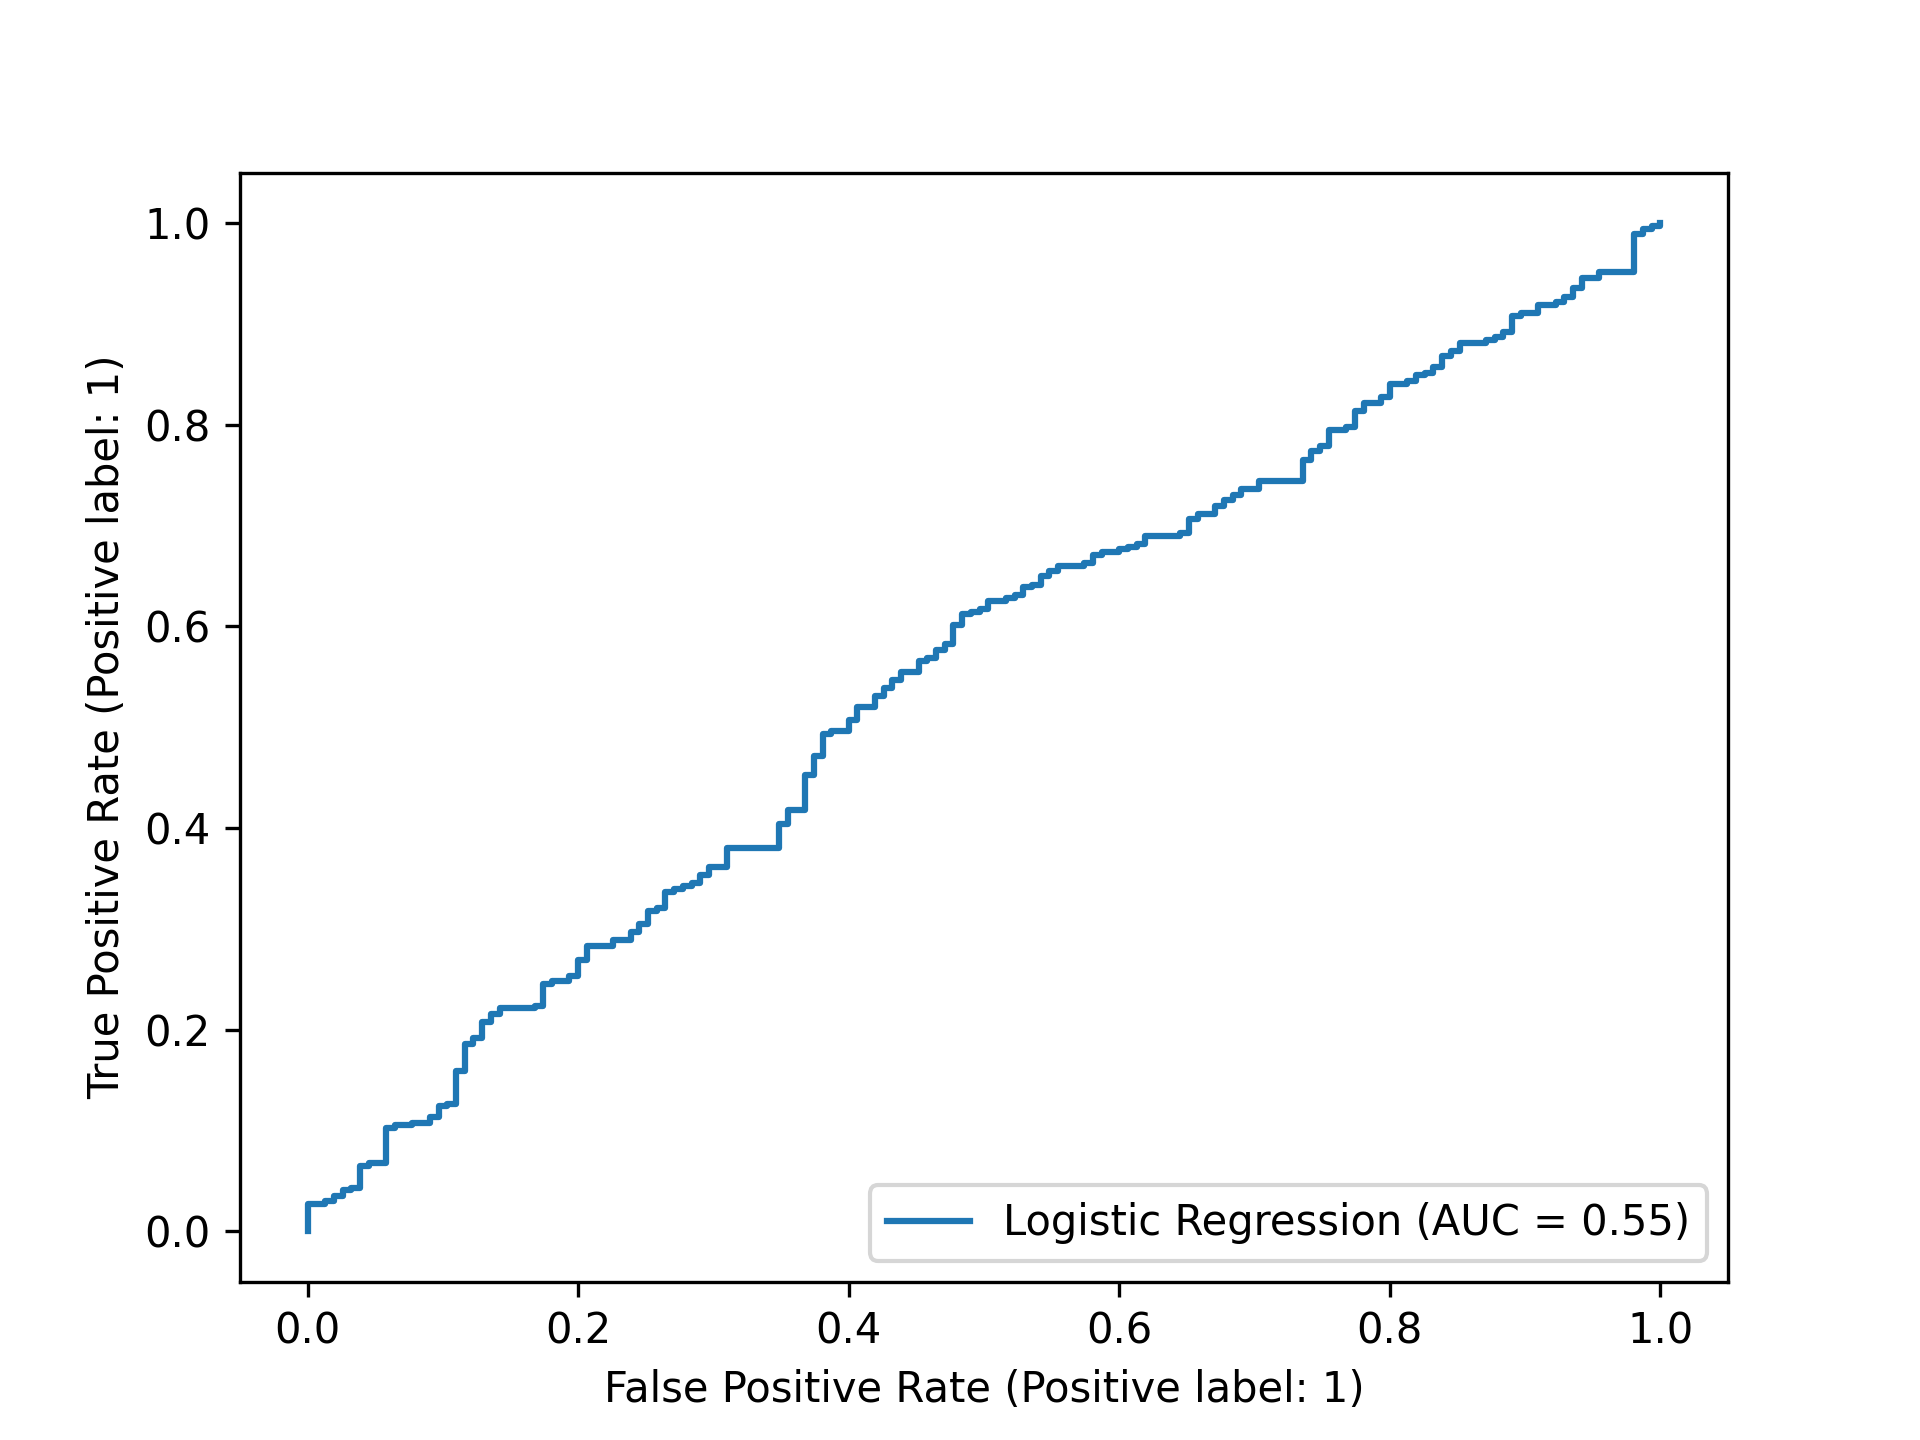 1.0
0.8
0.6
0.4
0.2
0.0
True Positive Rate (Positive label: 1)
Logistic Regression (AUC = 0.55)
0.0 0.2 0.4 0.6 0.8 1.0
False Positive Rate (Positive label: 1)